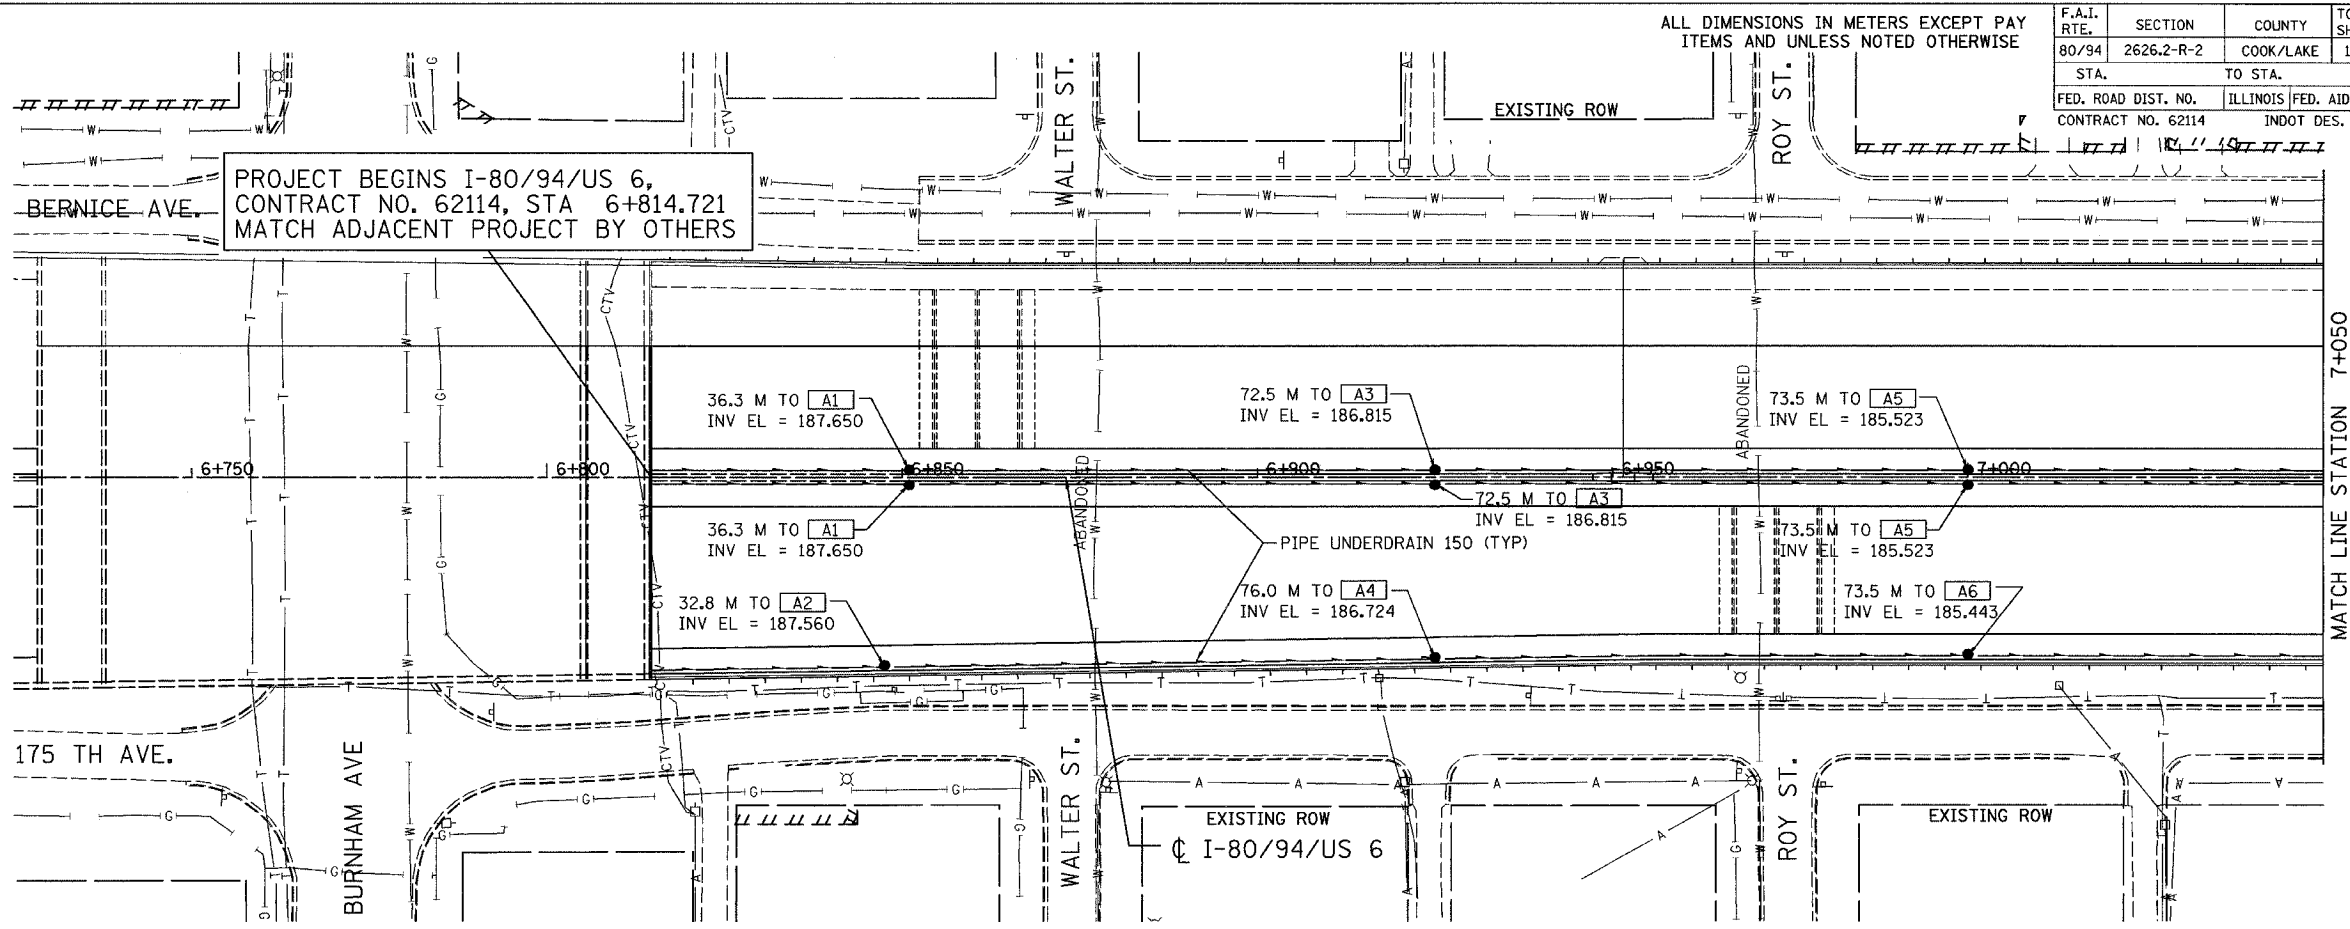 ALL DIMENSIONS IN METERS EXCEPT PAY
ITEMS AND UNLESS NOTED OTHERWISE
F.A.I. RTE. SECTION COUNTY
80/94 2626.2-R-2 COOK/LAKE
STA. TO STA.
FED. ROAD DIST. NO. ILLINOIS FED. AID
CONTRACT NO. 62114 INDOT DES.
WALTER ST.
EXISTING ROW
ROY ST.
PROJECT BEGINS I-80/94/US 6,
CONTRACT NO. 62114, STA 6+814.721
MATCH ADJACENT PROJECT BY OTHERS
BERNICE AVE.
MATCH LINE STATION 7+050
36.3 M TO A1
INV EL = 187.650
72.5 M TO A3
INV EL = 186.815
ABANDONED
73.5 M TO A5
INV EL = 185.523
6+750
6+800
6+850
6+900
6+950
7+000
ABANDONED
36.3 M TO A1
INV EL = 187.650
72.5 M TO A3
INV EL = 186.815
PIPE UNDERDRAIN 150 (TYP)
73.5 M TO A5
INV EL = 185.523
32.8 M TO A2
INV EL = 187.560
76.0 M TO A4
INV EL = 186.724
73.5 M TO A6
INV EL = 185.443
175 TH AVE.
BURNHAM AVE
WALTER ST.
EXISTING ROW
℄ I-80/94/US 6
ROY ST.
EXISTING ROW